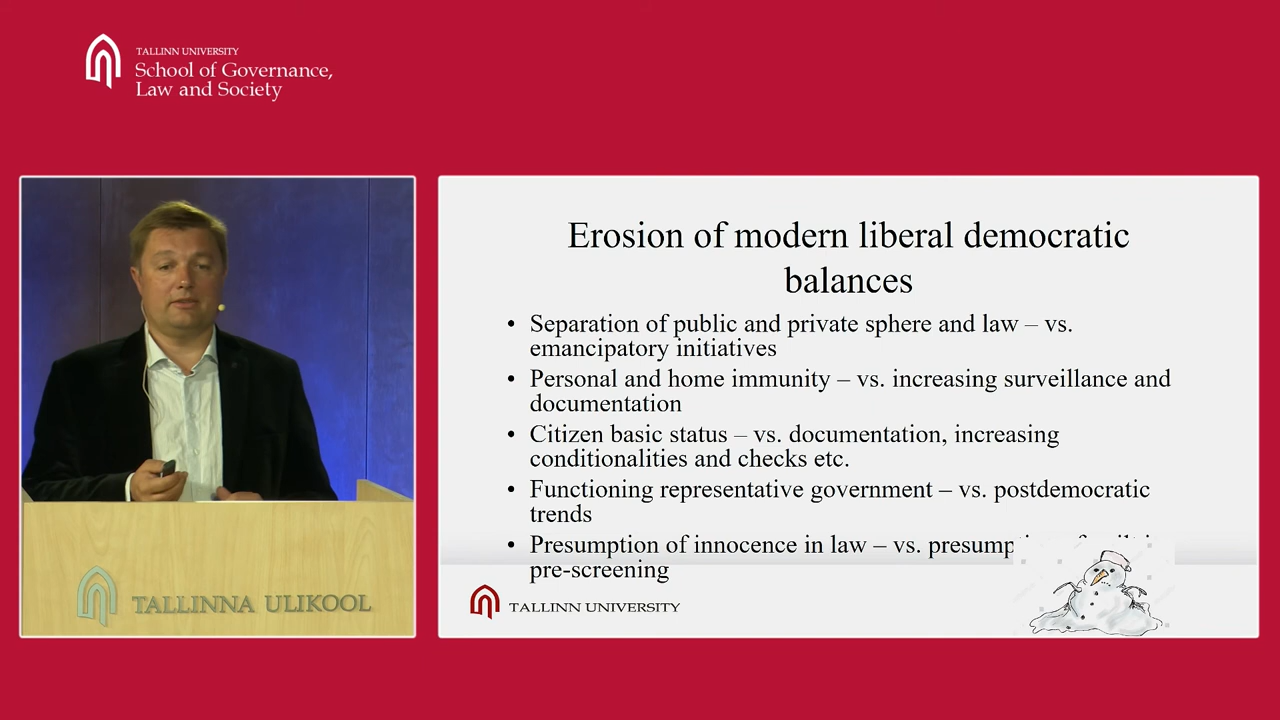 TALLINN UNIVERSITY
School of Governance,
Law and Society
Erosion of modern liberal democratic
balances
• Separation of public and private sphere and law – vs.
emancipatory initiatives
• Personal and home immunity – vs. increasing surveillance and
documentation
• Citizen basic status – vs. documentation, increasing
conditionalities and checks etc.
• Functioning representative government – vs. postdemocratic
trends
• Presumption of innocence in law – vs.
pre-screening
TALLINN UNIVERSITY
TALLINNA ULIKOOL